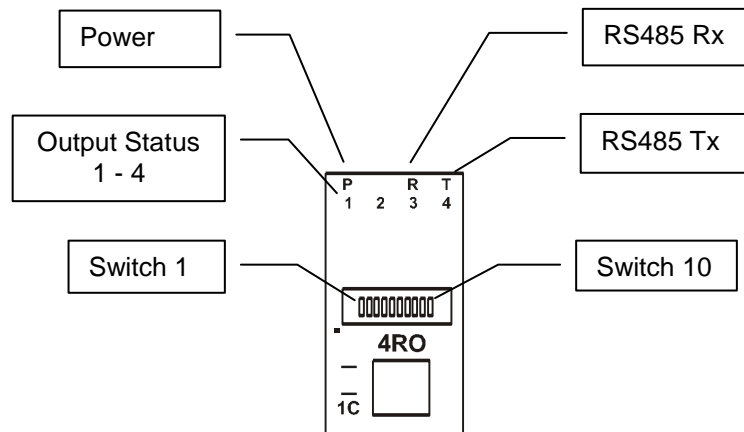 Power
RS485 Rx
Output Status
1 - 4
RS485 Tx
P R T
1 2 3 4
Switch 1
Switch 10
4RO
1C